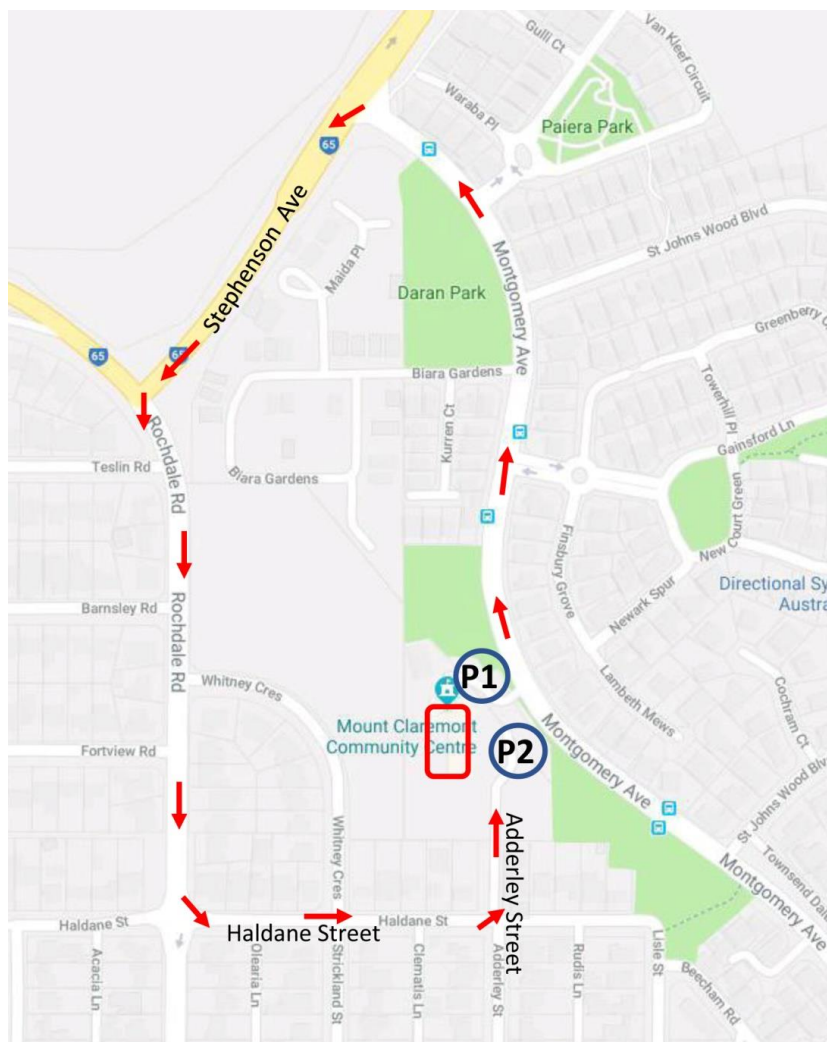 Gulli Ct
Van Kleef Circuit
Waraba Pl
Paiera Park
65
Stephenson Ave
Maida Pl
Daran Park
Montgomery Ave
St Johns Wood Blvd
65
65
Biara Gardens
Greenberry
Towerhill Pl
Kurren Ct
Gainsford Ln
Rochdale Rd
Teslin Rd
Biara Gardens
Finsbury Grove
New Court Green
Directional Sy
Austra
Newark Spur
Barnsley Rd
Rochdale Rd
Lambeth Mews
Whitney Cres
P1
Cochram Ct
Mount Claremont
Community Centre
P2
Montgomery Ave
Fortview Rd
St Johns Wood Blv
Whitney Cres
Adderley Street
Montgomery Ave
Townsend Dale
Haldane St
Haldane Street
Haldane St
Acacia Ln
Olearia Ln
Strickland St
Clematis Ln
Adderley St
Rudis Ln
Lisle St
Beecham Rd